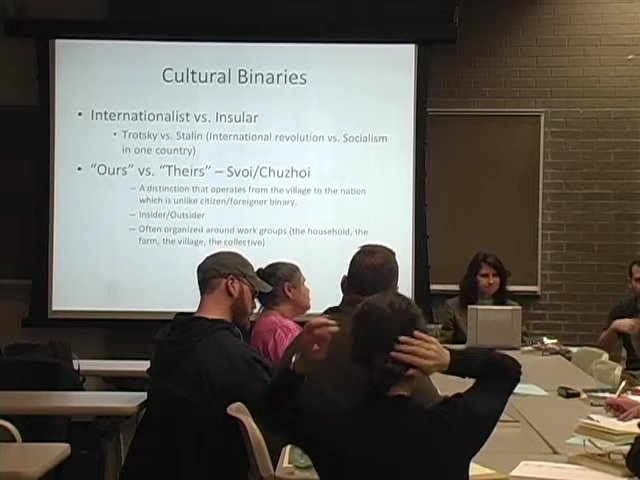 Cultural Binaries
• Internationalist vs. Insular
• Trotsky vs. Stalin (International revolution vs. Socialism
in one country)
• “Ours” vs. “Theirs” – Svoi/Chuzhoi
– A distinction that operates from the village to the nation
which is unlike citizen/foreigner binary.
– Insider/Outsider
– Often organized around work groups (the household, the
farm, the village, the collective)